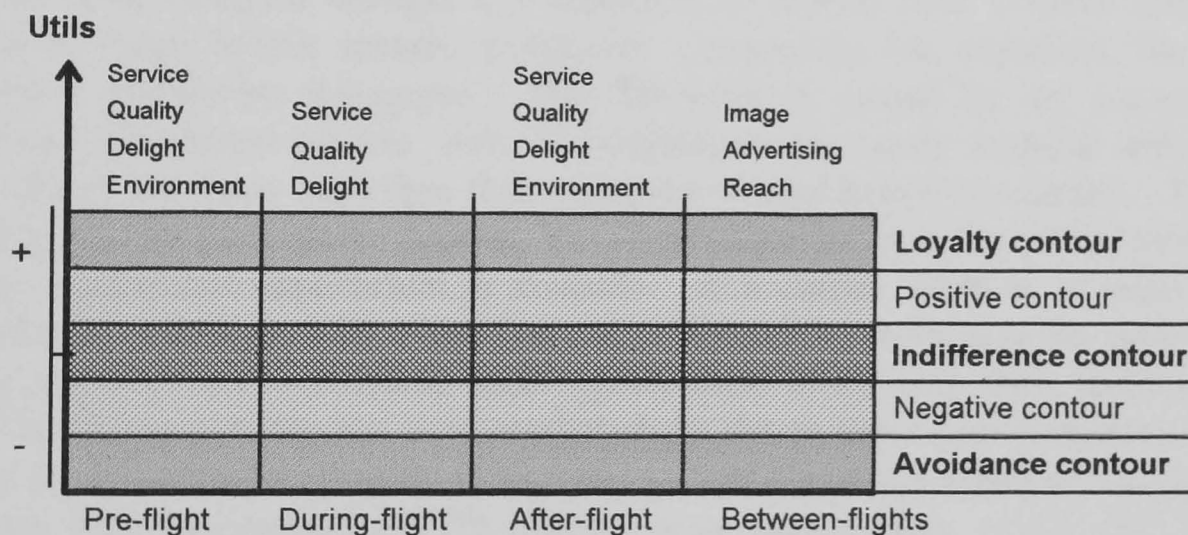 Utils
Service
Quality
Delight
Environment
Service
Quality
Delight
Service
Quality
Delight
Environment
Image
Advertising
Reach
+
-
Loyalty contour
Positive contour
Indifference contour
Negative contour
Avoidance contour
Pre-flight
During-flight
After-flight
Between-flights